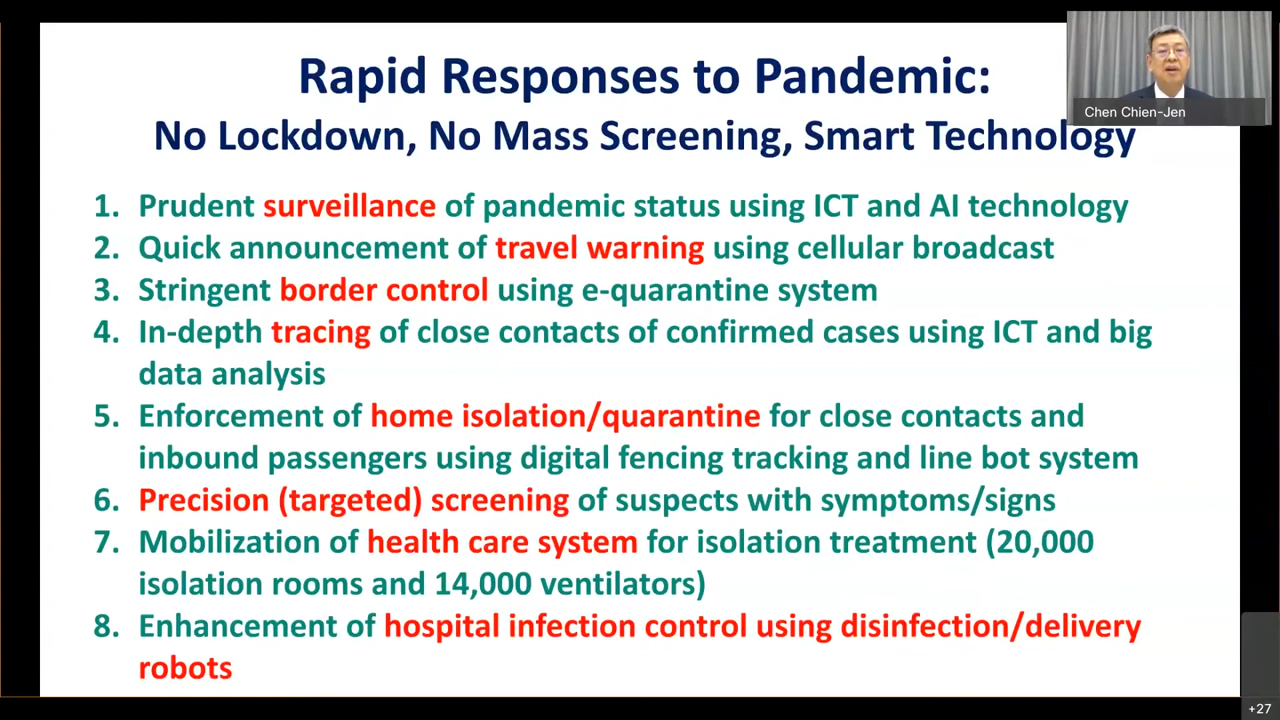 Rapid Responses to Pandemic:
No Lockdown, No Mass Screening, Smart Technology
Chen Chien-Jen
1. Prudent surveillance of pandemic status using ICT and AI technology
2. Quick announcement of travel warning using cellular broadcast
3. Stringent border control using e-quarantine system
4. In-depth tracing of close contacts of confirmed cases using ICT and big
data analysis
5. Enforcement of home isolation/quarantine for close contacts and
inbound passengers using digital fencing tracking and line bot system
6. Precision (targeted) screening of suspects with symptoms/signs
7. Mobilization of health care system for isolation treatment (20,000
isolation rooms and 14,000 ventilators)
8. Enhancement of hospital infection control using disinfection/delivery
robots
+27